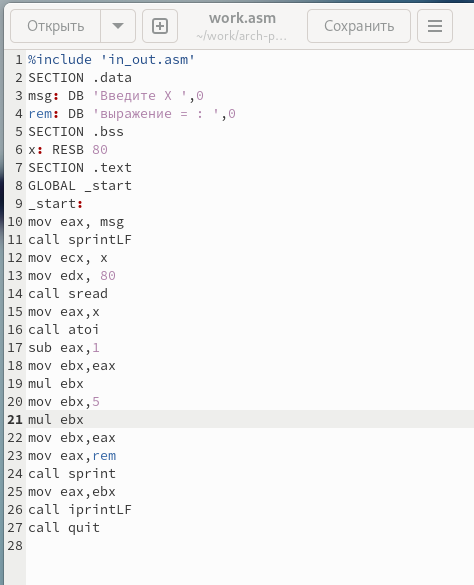 Открыть work.asm ~/work/arch-p... Сохранить
1 %include 'in_out.asm'
2 SECTION .data
3 msg: DB 'Введите X ',0
4 rem: DB 'выражение = : ',0
5 SECTION .bss
6 x: RESB 80
7 SECTION .text
8 GLOBAL _start
9 _start:
10 mov eax, msg
11 call sprintLF
12 mov ecx, x
13 mov edx, 80
14 call sread
15 mov eax,x
16 call atoi
17 sub eax,1
18 mov ebx,eax
19 mul ebx
20 mov ebx,5
21 mul ebx
22 mov ebx,eax
23 mov eax,rem
24 call sprint
25 mov eax,ebx
26 call iprintLF
27 call quit
28